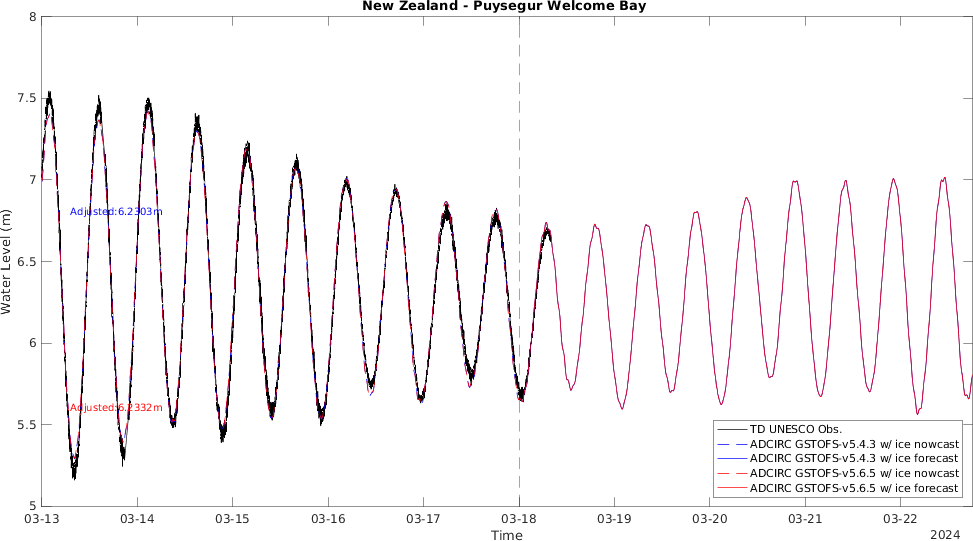 New Zealand - Puysegur Welcome Bay
8
7.5
7
6.5
6
5.5
5
Water Level (m)
Adjusted:6.2303m
Adjusted:6.2332m
TD UNESCO Obs.
ADCIRC GSTOFS-v5.4.3 w/ ice nowcast
ADCIRC GSTOFS-v5.4.3 w/ ice forecast
ADCIRC GSTOFS-v5.6.5 w/ ice nowcast
ADCIRC GSTOFS-v5.6.5 w/ ice forecast
03-13 03-14 03-15 03-16 03-17 03-18 03-19 03-20 03-21 03-22
Time
2024